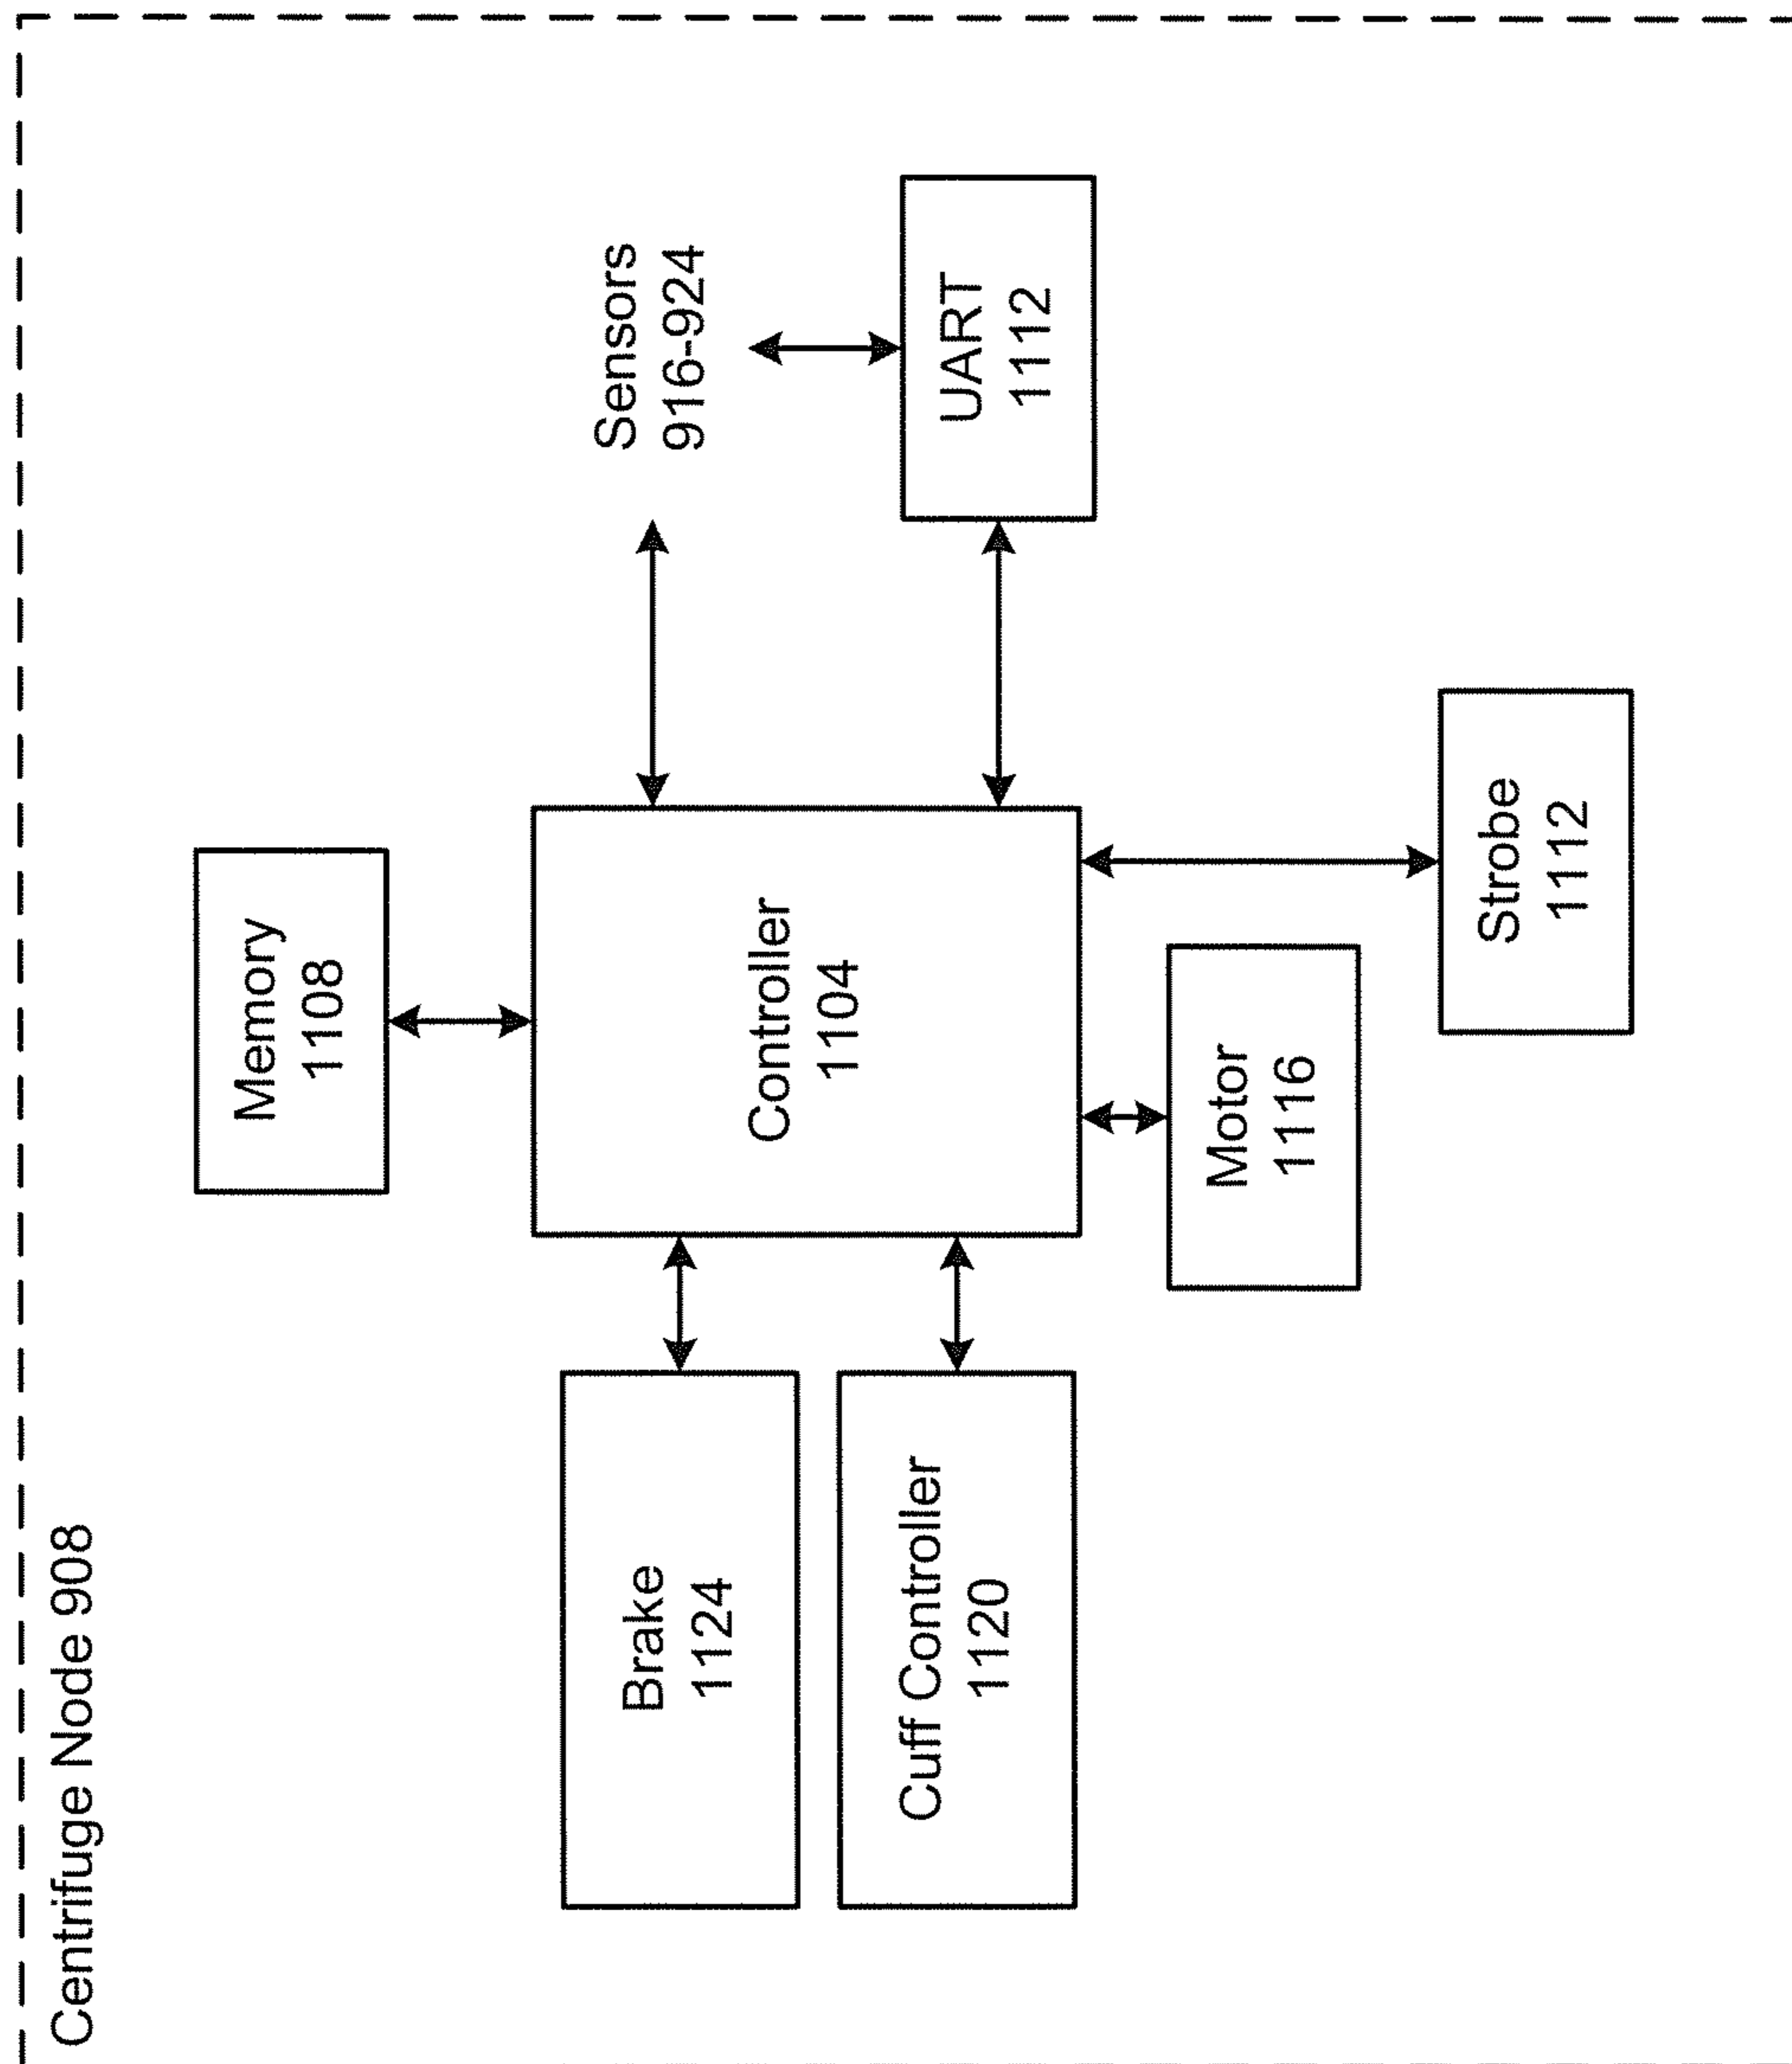 Centrifuge Node 908
Memory
1108
Brake
1124
Controller
1104
Sensors
916-924
Cuff Controller
1120
UART
1112
Motor
1116
Strobe
1112